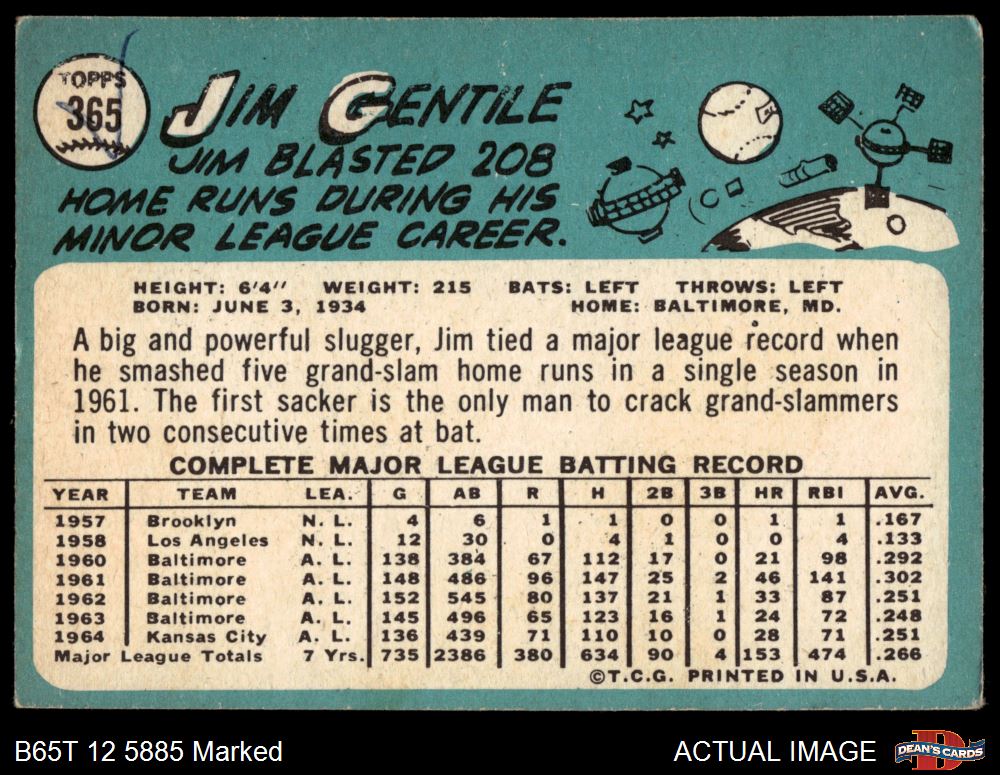 TOPPS
365
JIM GENTILE
JIM BLASTED 208
HOME RUNS DURING HIS
MINOR LEAGUE CAREER.
HEIGHT: 6'4" WEIGHT: 215 BATS: LEFT THROWS: LEFT
BORN: JUNE 3, 1934 HOME: BALTIMORE, MD.
A big and powerful slugger, Jim tied a major league record when
he smashed five grand-slam home runs in a single season in
1961. The first sacker is the only man to crack grand-slammers
in two consecutive times at bat.
COMPLETE MAJOR LEAGUE BATTING RECORD
YEAR TEAM LEA. G AB R H 2B 3B HR RBI AVG.
1957 Brooklyn N. L. 4 6 1 1 0 0 1 1 .167
1958 Los Angeles N. L. 12 30 0 4 1 0 0 4 .133
1960 Baltimore A. L. 138 384 67 112 17 0 21 98 .292
1961 Baltimore A. L. 148 486 96 147 25 2 46 141 .302
1962 Baltimore A. L. 152 545 80 137 21 1 33 87 .251
1963 Baltimore A. L. 145 496 65 123 16 1 24 72 .248
1964 Kansas City A. L. 136 439 71 110 10 0 28 71 .251
Major League Totals 7 Yrs. 735 2386 380 634 90 4 153 474 .266
©T.C.G. PRINTED IN U.S.A.
B65T 12 5885 Marked
ACTUAL IMAGE
D
DEAN'S CARDS